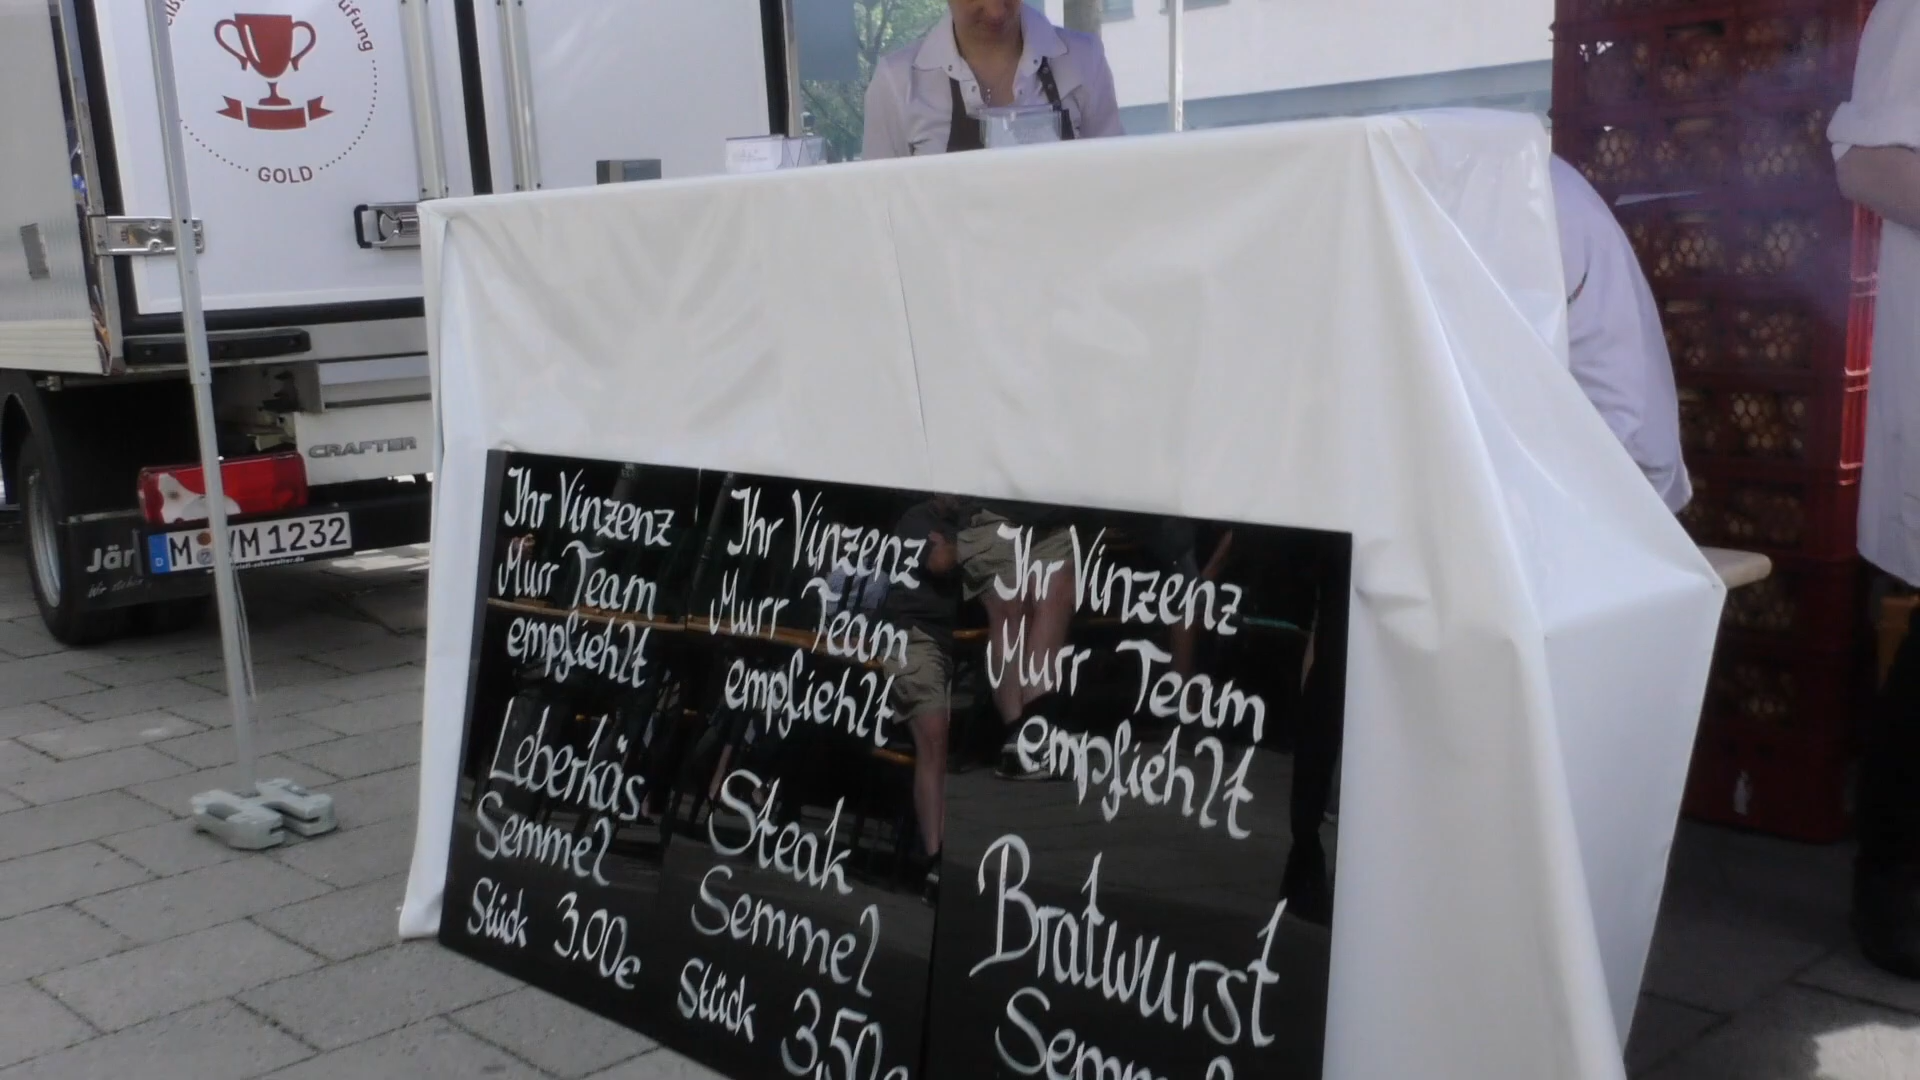 GOLD
CRAFTER
VM 1232
Ihr Vinzenz
Murr Team
empfiehlt
Leberkäs
Semmel
Stück 3.00€
Ihr Vinzenz
Murr Team
empfiehlt
Steak
Semmel
Stück 3,50€
Ihr Vinzenz
Murr Team
empfiehlt
Bratwurst
Semmel